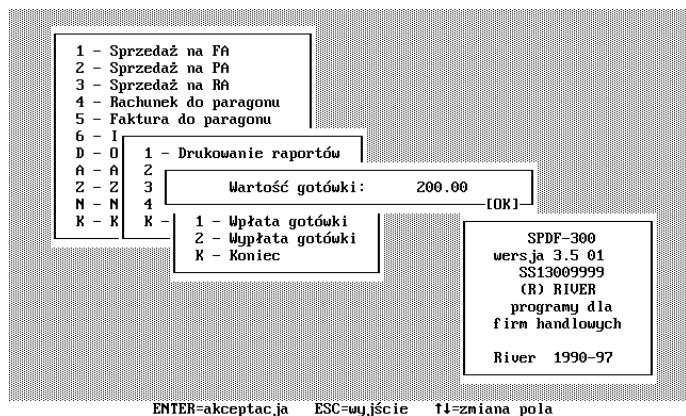 1 - Sprzedaż na FA
2 - Sprzedaż na PA
3 - Sprzedaż na RA
4 - Rachunek do paragonu
5 - Faktura do paragonu
6 - I
D - O
A - A
Z - Z
N - N
K - K
1 - Drukowanie raportów
2
3
4
K -
Wartość gotówki: 200.00
[OK]
1 - Wpłata gotówki
2 - Wypłata gotówki
K - Koniec
SPDF-300
wersja 3.5 01
SS13009999
(R) RIVER
programy dla
firm handlowych
River 1990-97
ENTER=akceptacja ESC=wyjście ↑↓=zmiana pola